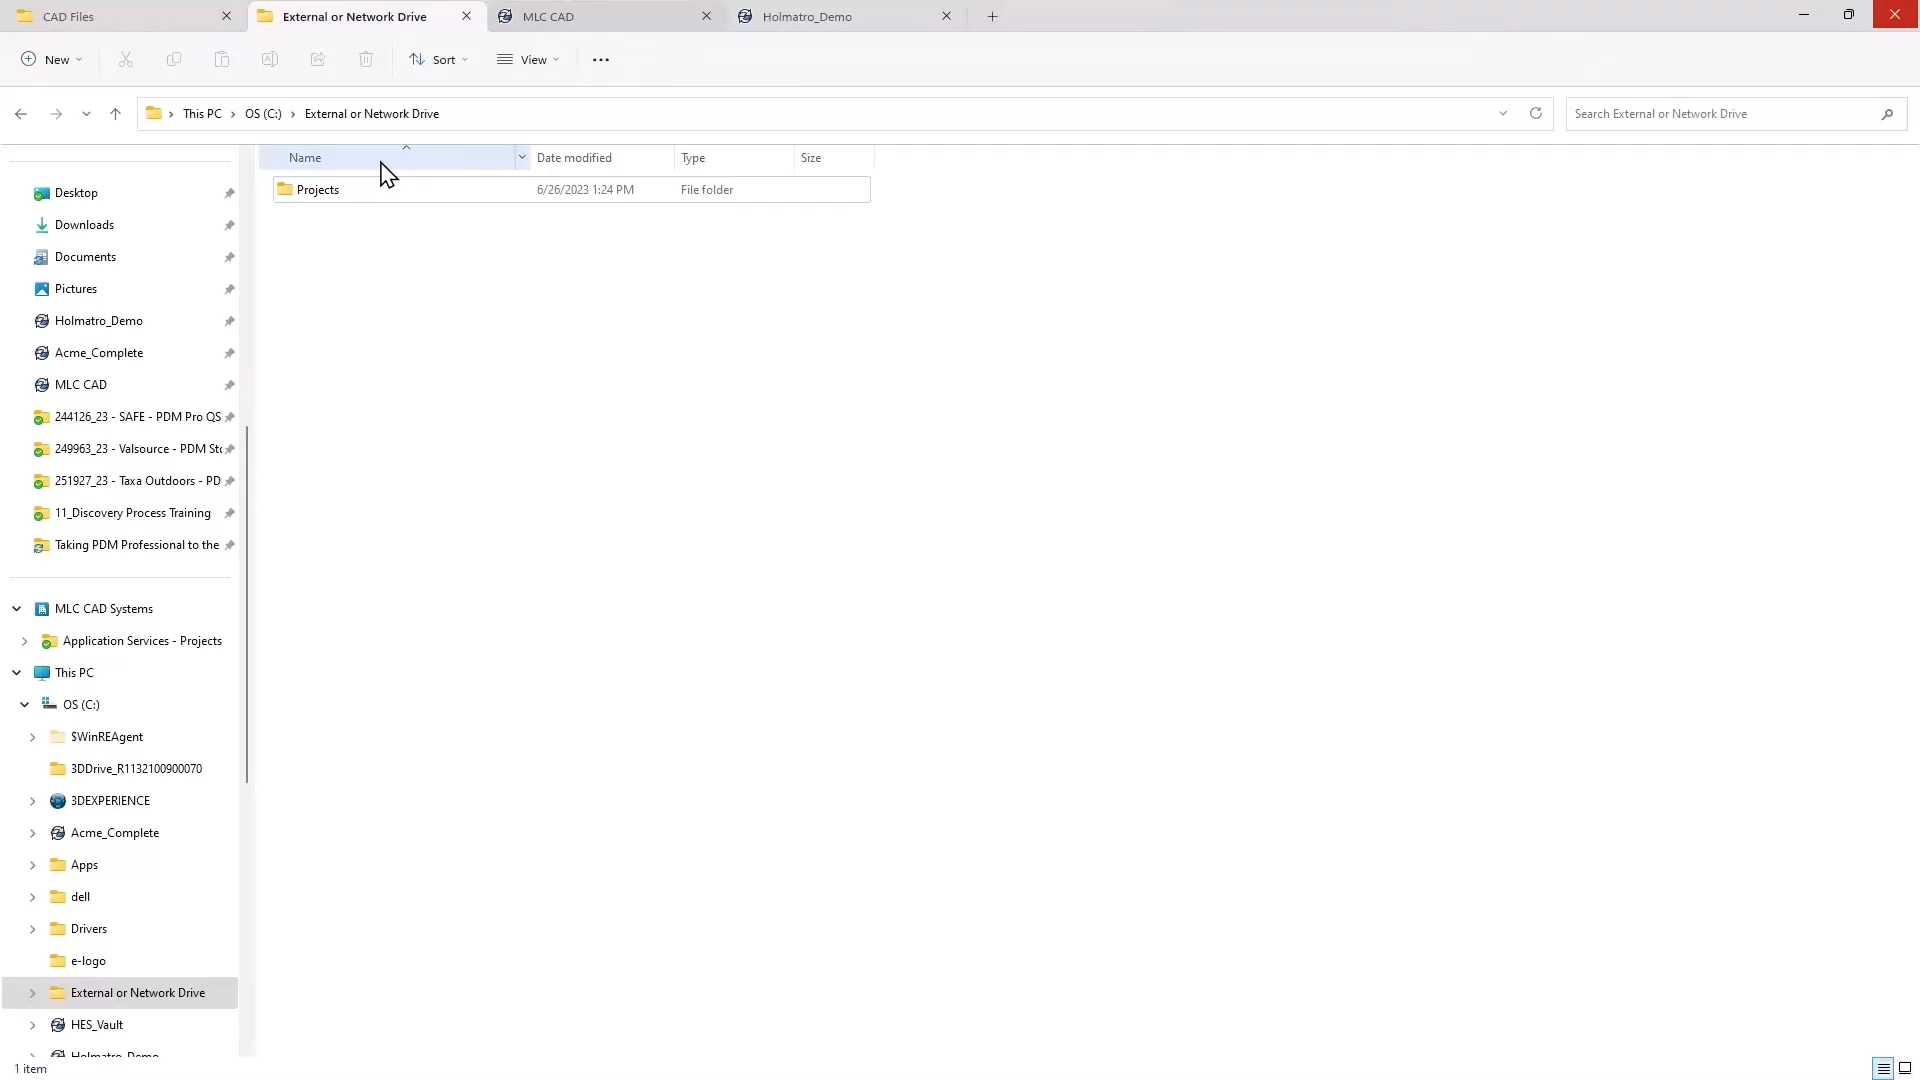 CAD Files
External or Network Drive
MLC CAD
Holmatro_Demo
New
Sort
View
This PC
OS (C:)
External or Network Drive
Search External or Network Drive
Name
Date modified
Type
Size
Projects
6/26/2023 1:24 PM
File folder
Desktop
Downloads
Documents
Pictures
Holmatro_Demo
Acme_Complete
MLC CAD
244126_23 - SAFE - PDM Pro QS
249963_23 - Valsource - PDM Sto
251927_23 - Taxa Outdoors - PD
11_Discovery Process Training
Taking PDM Professional to the
MLC CAD Systems
Application Services - Projects
This PC
OS (C:)
$WinREAgent
3DDrive_R1132100900070
3DEXPERIENCE
Acme_Complete
Apps
dell
Drivers
e-logo
External or Network Drive
HES_Vault
Holmatro_Demo
1 item